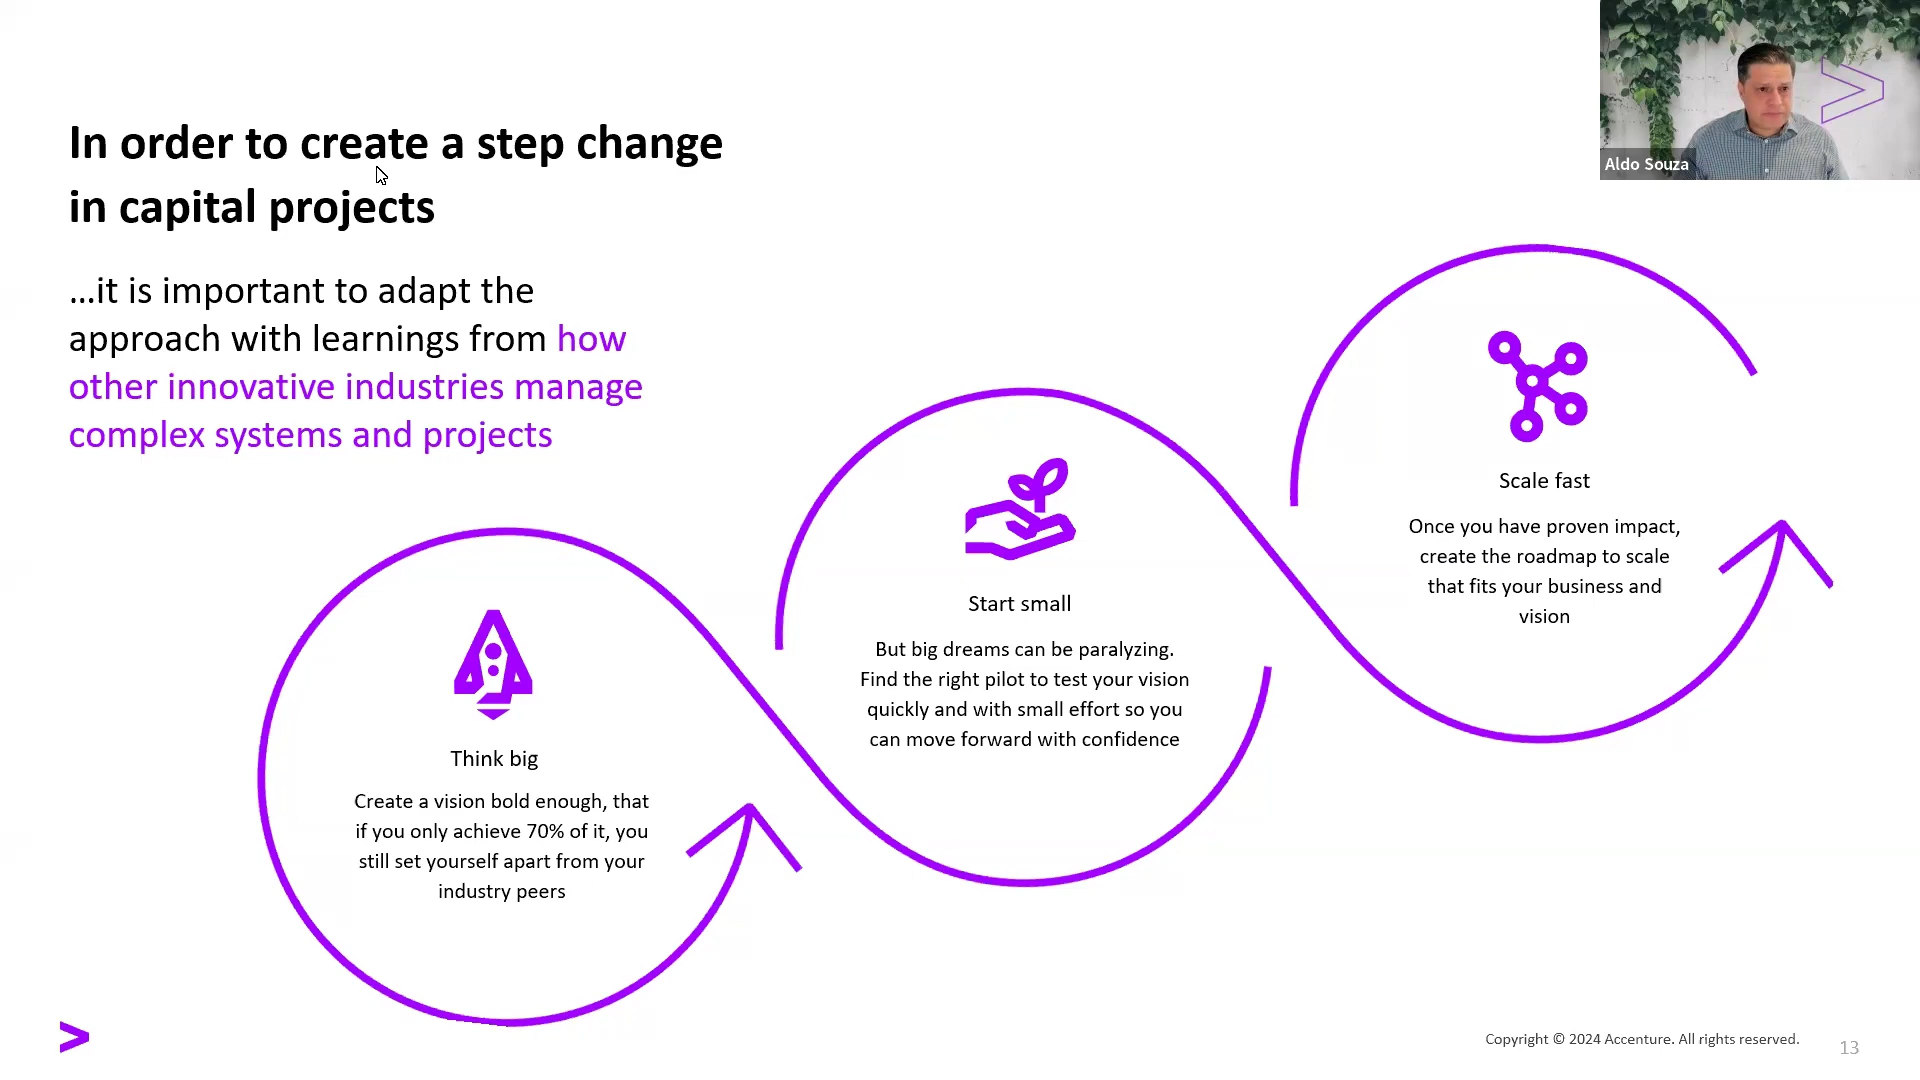 In order to create a step change
in capital projects
...it is important to adapt the
approach with learnings from how
other innovative industries manage
complex systems and projects
Aldo Souza
Think big
Create a vision bold enough, that
if you only achieve 70% of it, you
still set yourself apart from your
industry peers
Start small
But big dreams can be paralyzing.
Find the right pilot to test your vision
quickly and with small effort so you
can move forward with confidence
Scale fast
Once you have proven impact,
create the roadmap to scale
that fits your business and
vision
Copyright © 2024 Accenture. All rights reserved.
13